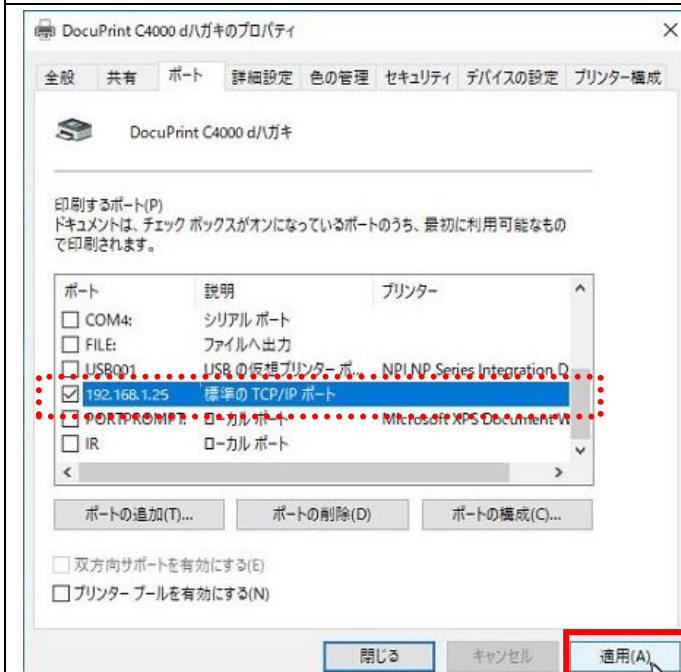 DocuPrint C4000 dハガキのプロパティ
全般 共有 ポート 詳細設定 色の管理 セキュリティ デバイスの設定 プリンター構成
DocuPrint C4000 dハガキ
印刷するポート(P)
ドキュメントは、チェック ボックスがオンになっているポートのうち、最初に利用可能なもの
で印刷されます。
ポート 説明 プリンター
COM4: シリアル ポート
FILE: ファイルへ出力
USB001 USB の仮想プリンター ポ... NPI.NP Series Integration D
192.168.1.25 標準の TCP/IP ポート
PORTPROMPT: ローカル ポート Microsoft XPS Document W
IR ローカル ポート
ポートの追加(T)... ポートの削除(D) ポートの構成(C)...
双方向サポートを有効にする(E)
プリンター プールを有効にする(N)
閉じる キャンセル 適用(A)